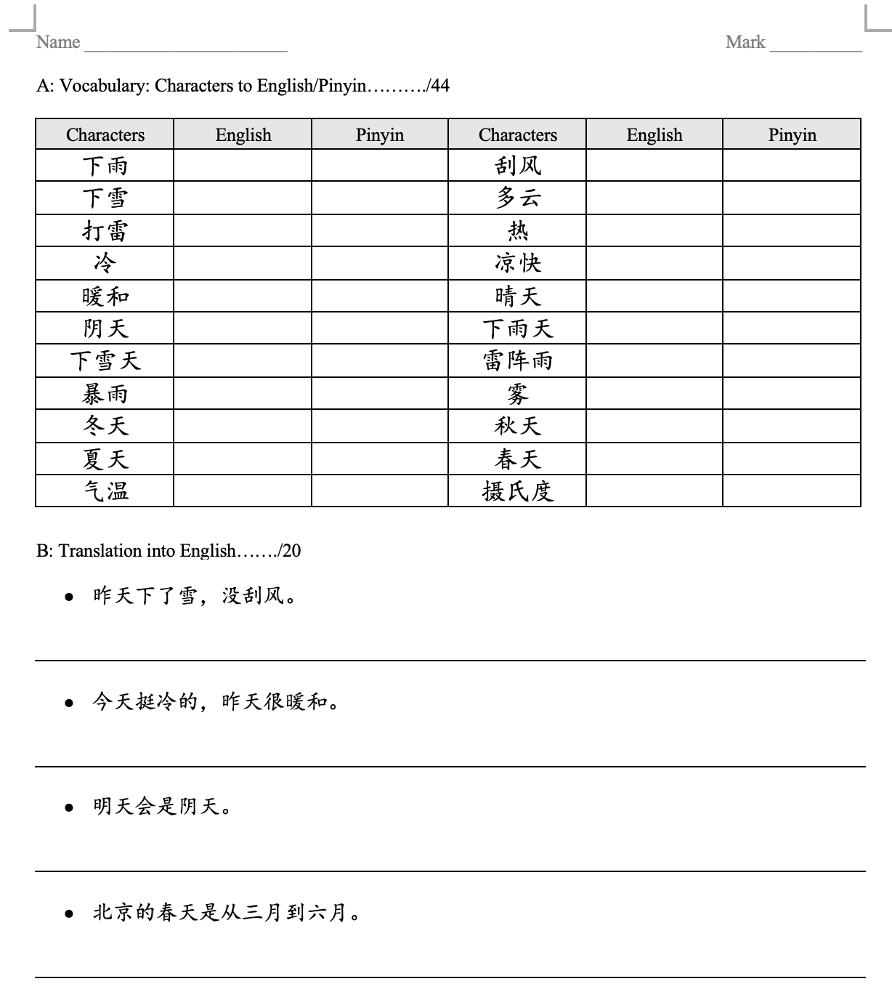 Name ______________________ Mark __________
A: Vocabulary: Characters to English/Pinyin………./44
Characters English Pinyin Characters English Pinyin
下雨 刮风
下雪 多云
打雷 热
冷 凉快
暖和 晴天
阴天 下雨天
下雪天 雷阵雨
暴雨 雾
冬天 秋天
夏天 春天
气温 摄氏度
B: Translation into English……./20
● 昨天下了雪，没刮风。
● 今天挺冷的，昨天很暖和。
● 明天会是阴天。
● 北京的春天是从三月到六月。